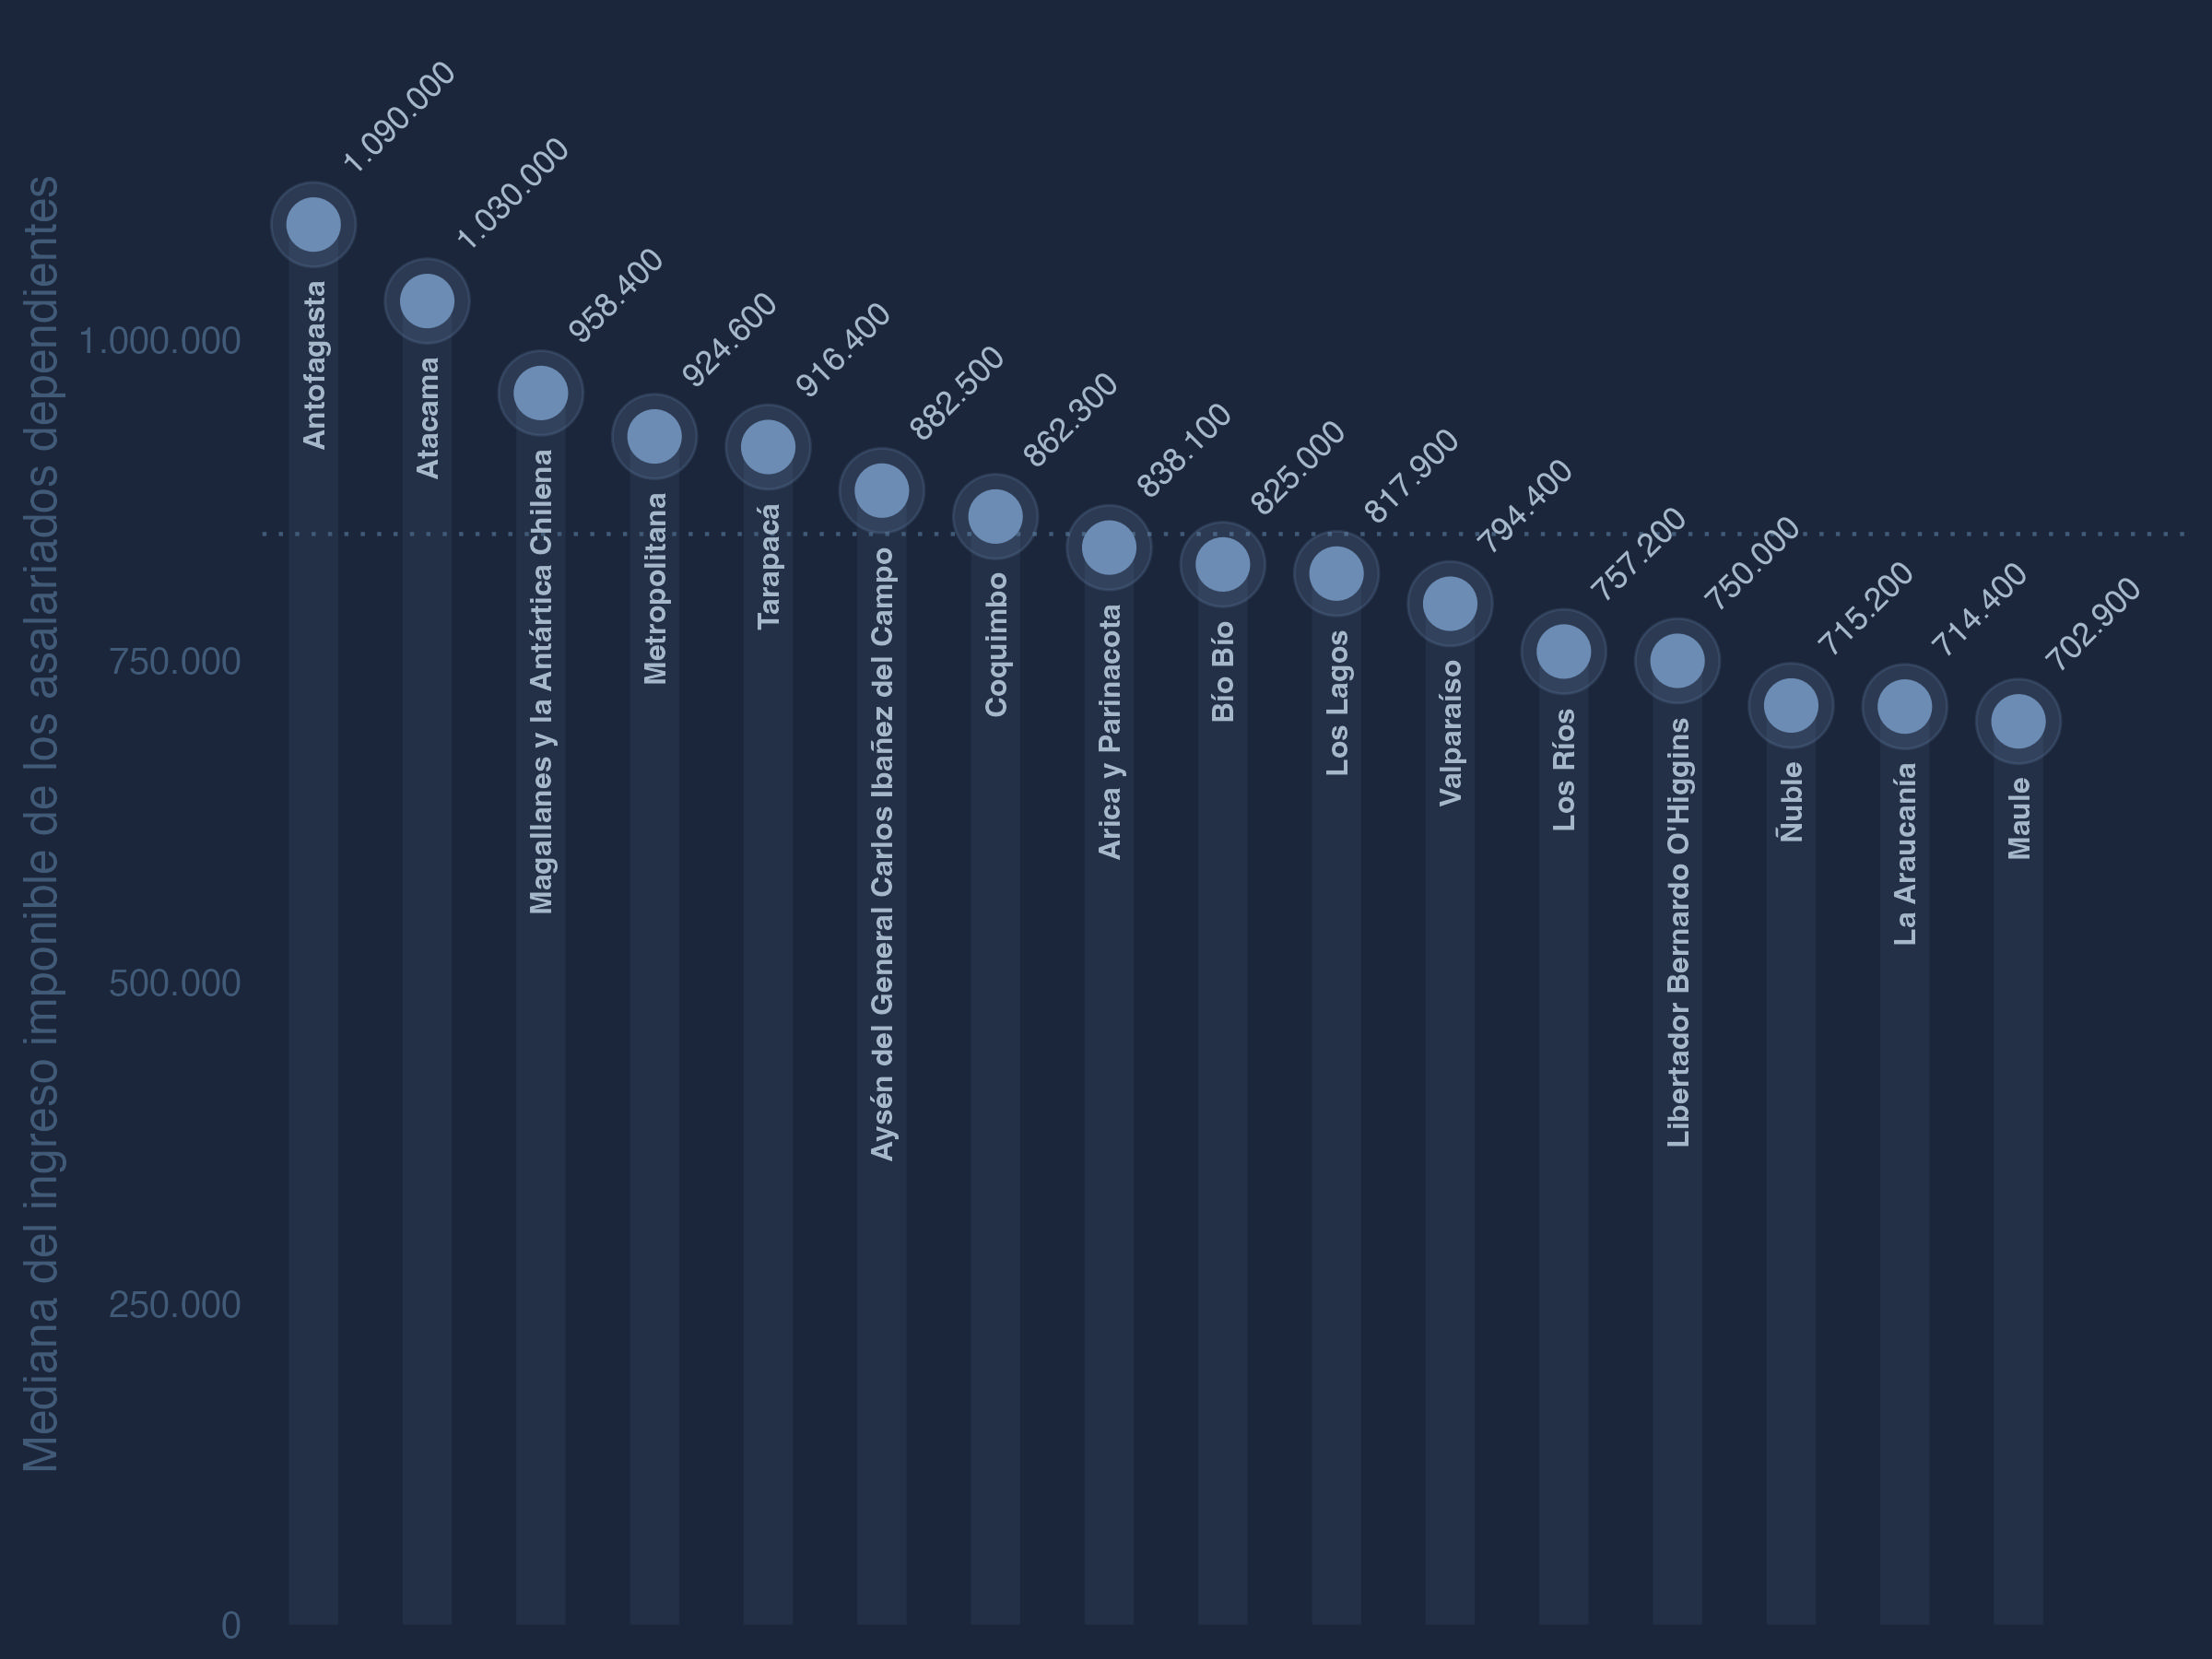 Mediana del ingreso imponible de los asalariados dependientes
1.000.000
750.000
500.000
250.000
0
1.090.000
Antofagasta
1.030.000
Atacama
958.400
Magallanes y la Antártica Chilena
924.600
Metropolitana
916.400
Tarapacá
882.500
Aysén del General Carlos Ibañez del Campo
862.300
Coquimbo
838.100
Arica y Parinacota
825.000
Bío Bío
817.900
Los Lagos
794.400
Valparaíso
757.200
Los Ríos
750.000
Libertador Bernardo O'Higgins
715.200
Ñuble
714.400
La Araucanía
702.900
Maule